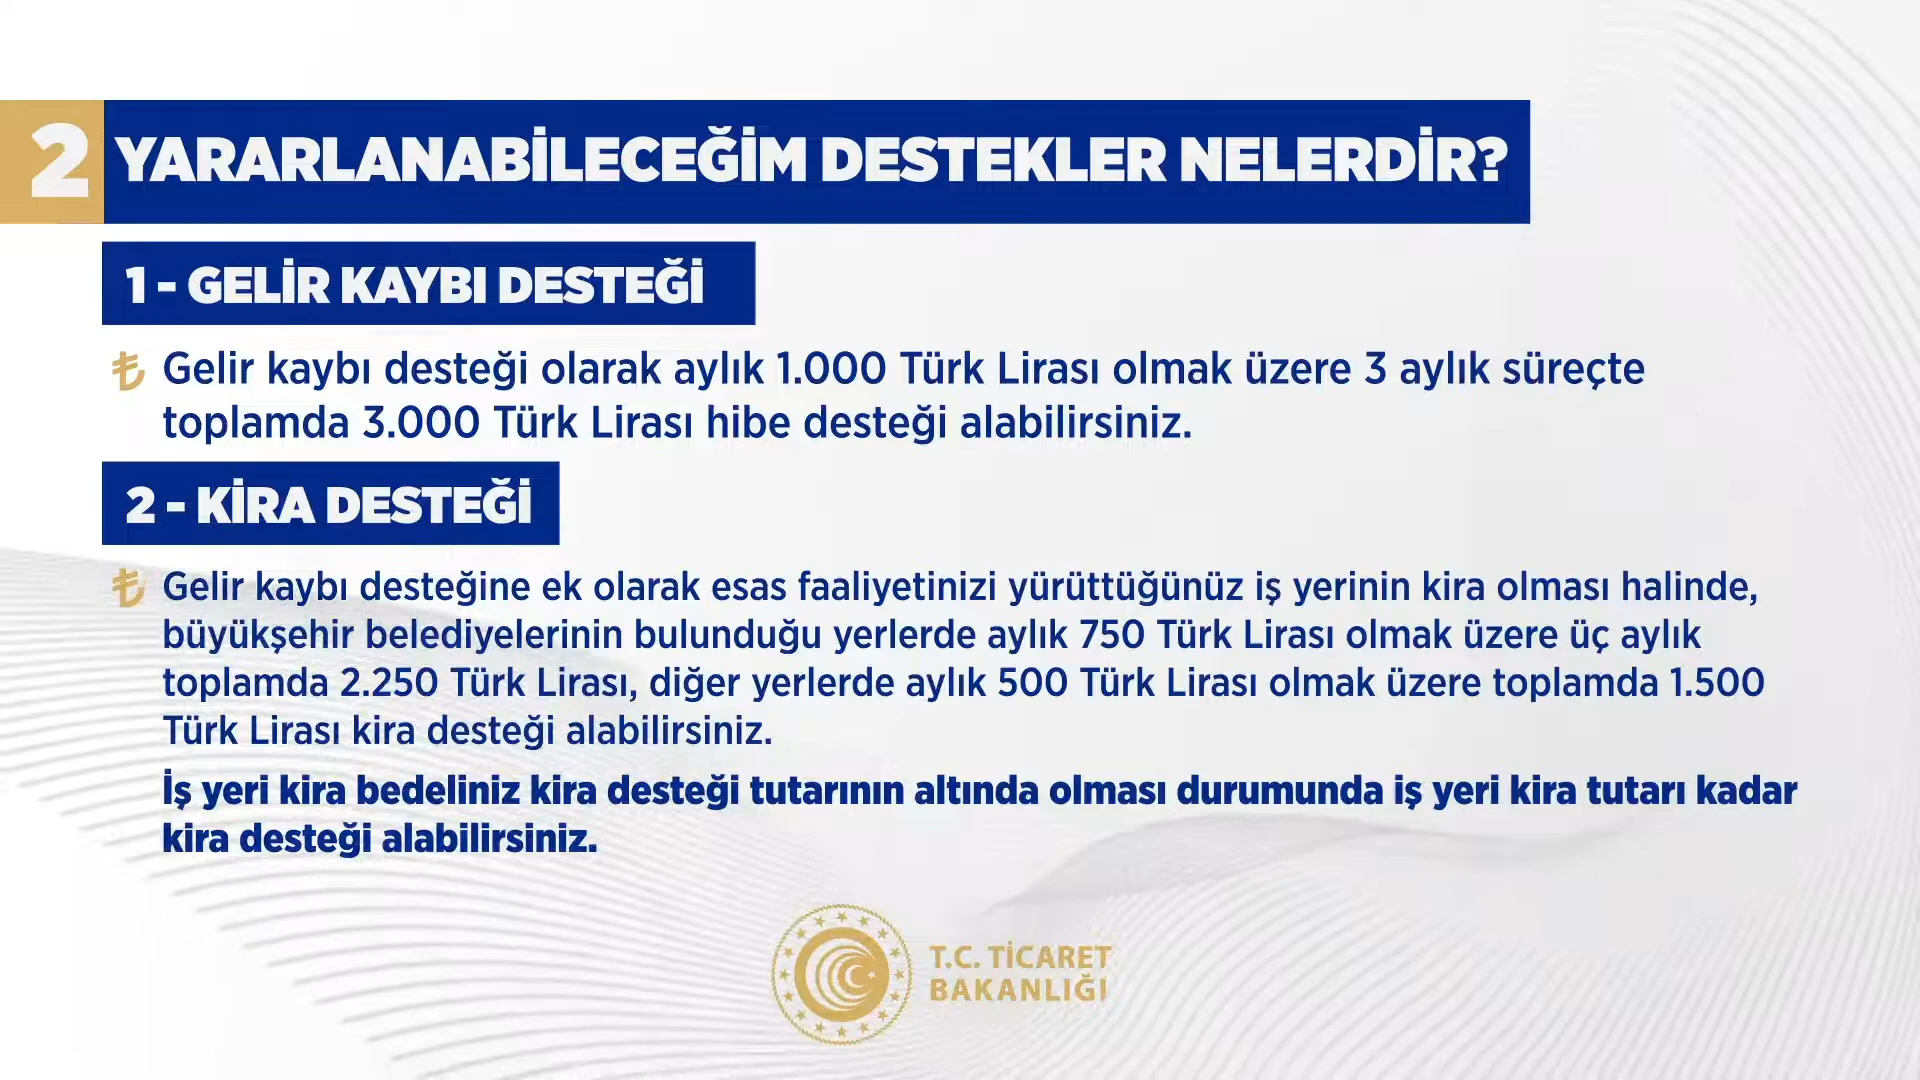 2 YARARLANABİLECEĞİM DESTEKLER NELERDİR?
1 - GELİR KAYBI DESTEĞİ
₺ Gelir kaybı desteği olarak aylık 1.000 Türk Lirası olmak üzere 3 aylık süreçte
toplamda 3.000 Türk Lirası hibe desteği alabilirsiniz.
2 - KİRA DESTEĞİ
₺ Gelir kaybı desteğine ek olarak esas faaliyetinizi yürüttüğünüz iş yerinin kira olması halinde,
büyükşehir belediyelerinin bulunduğu yerlerde aylık 750 Türk Lirası olmak üzere üç aylık
toplamda 2.250 Türk Lirası, diğer yerlerde aylık 500 Türk Lirası olmak üzere toplamda 1.500
Türk Lirası kira desteği alabilirsiniz.
İş yeri kira bedeliniz kira desteği tutarının altında olması durumunda iş yeri kira tutarı kadar
kira desteği alabilirsiniz.
T.C. TİCARET
BAKANLIĞI